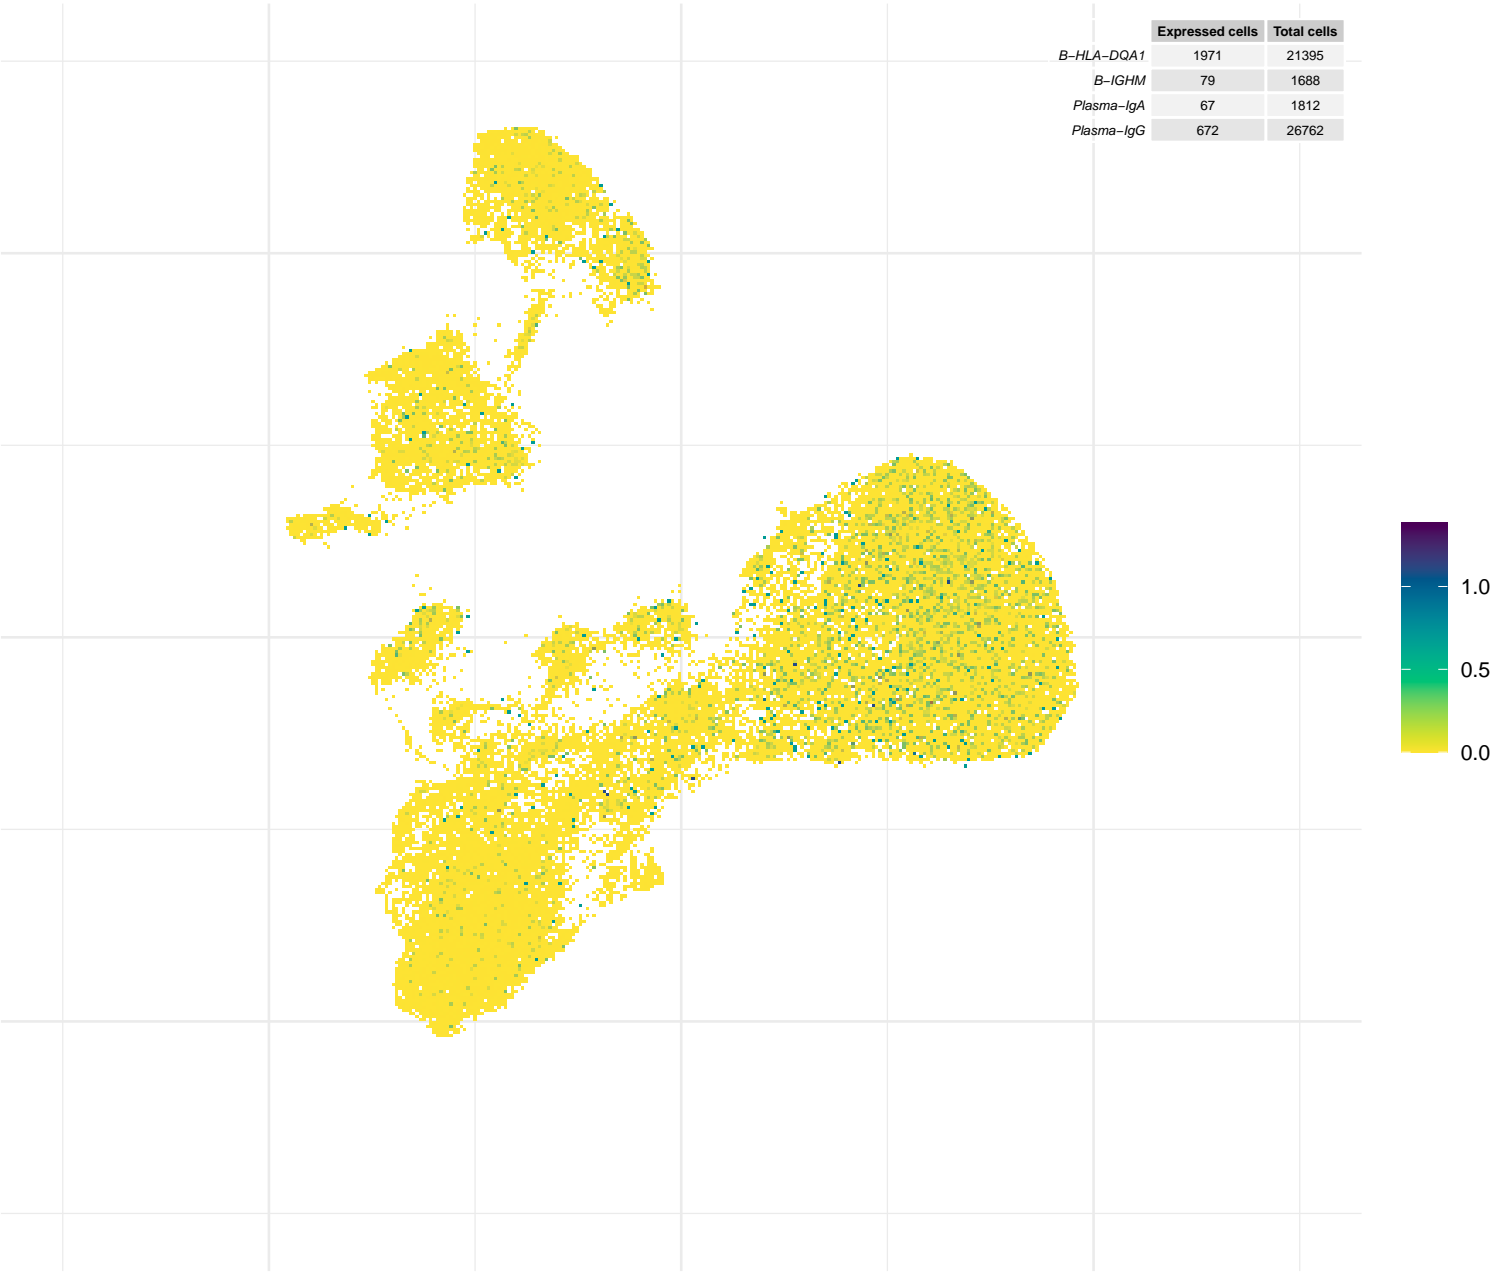 Expressed cells Total cells
B−HLA−DQA1 1971 21395
B−IGHM 79 1688
Plasma−IgA 67 1812
Plasma−IgG 672 26762
1.0
0.5
0.0